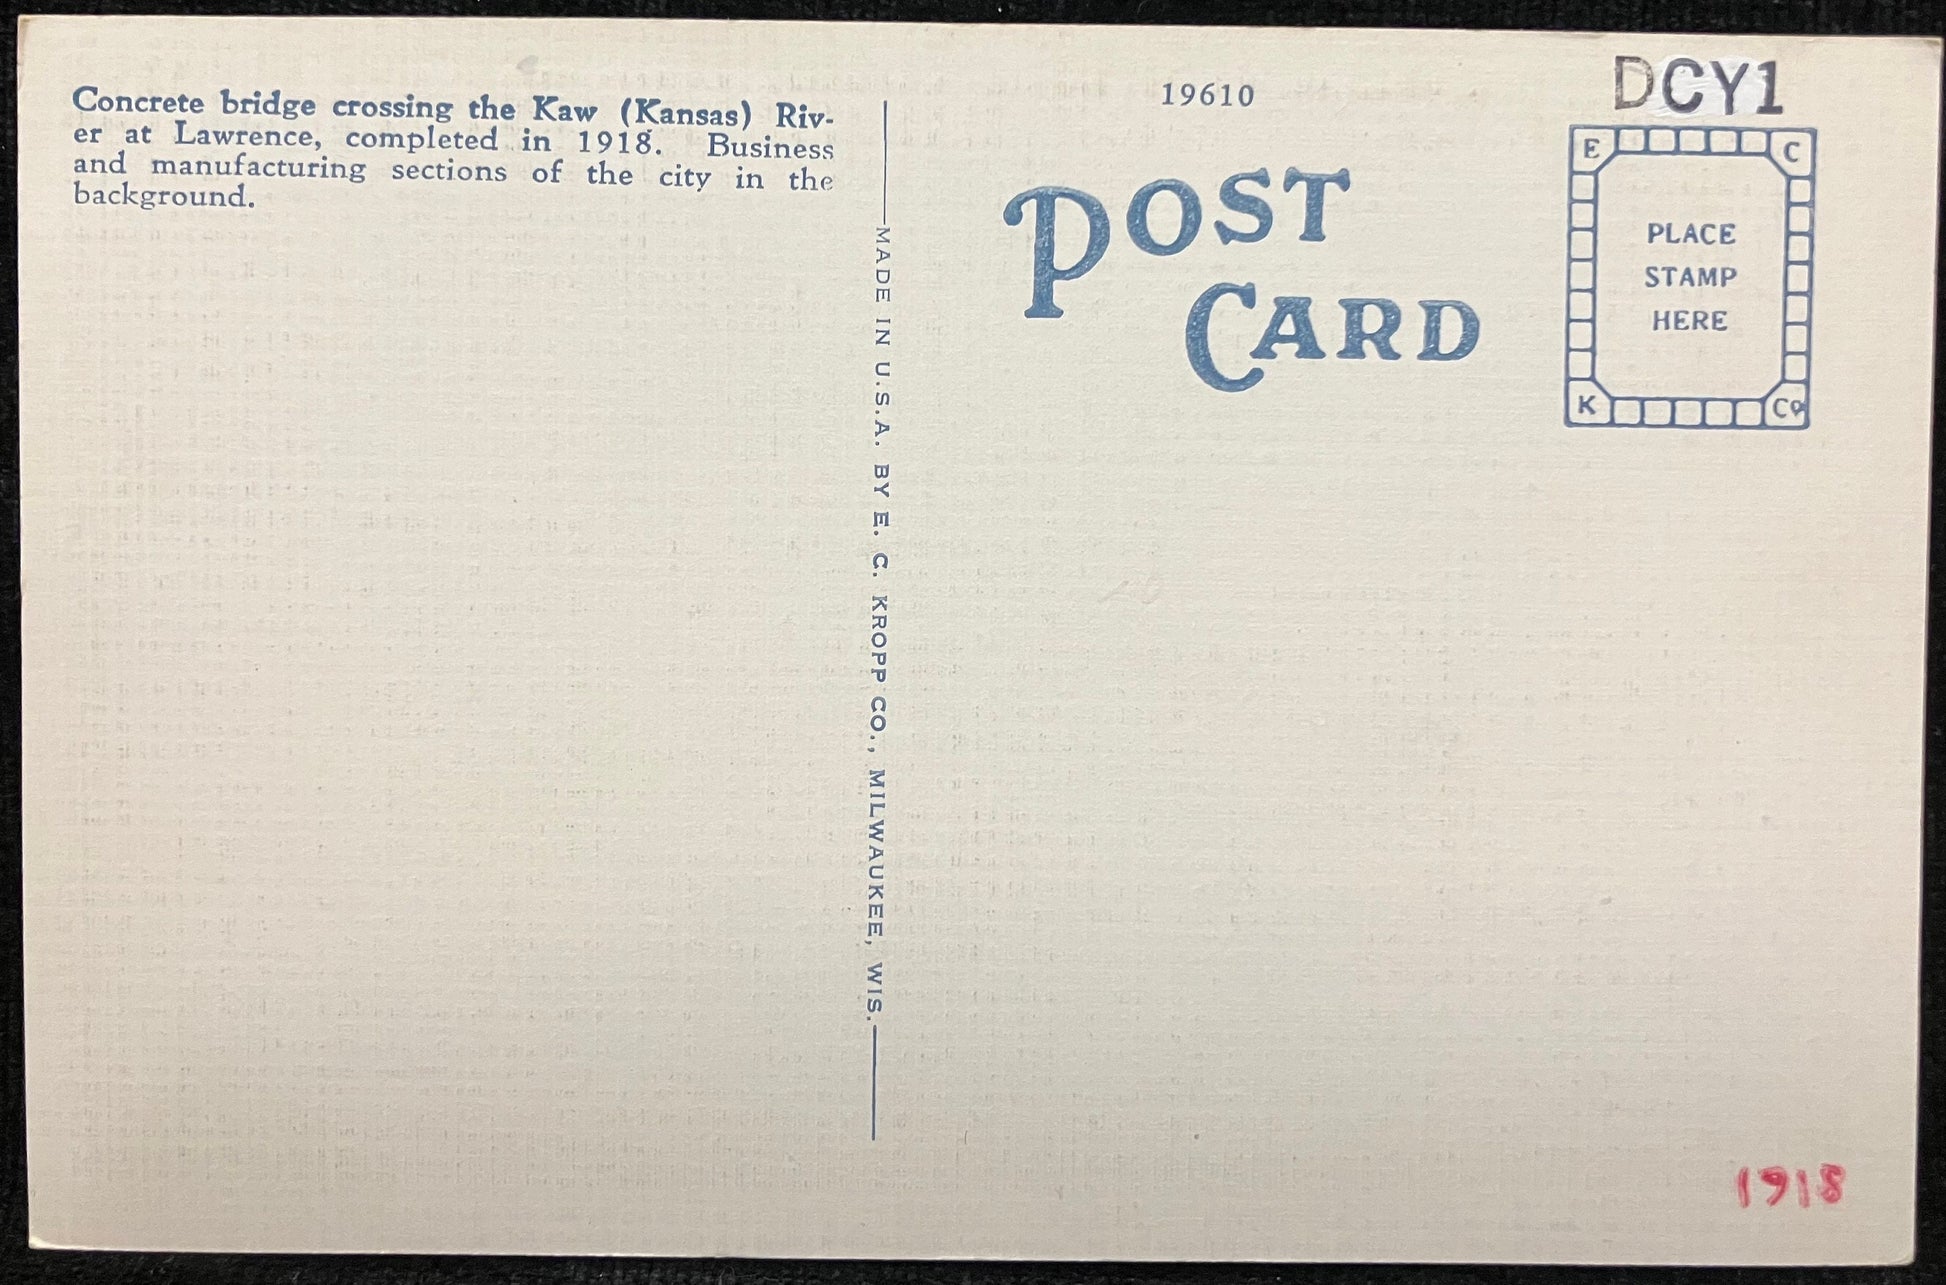 Concrete bridge crossing the Kaw (Kansas) Riv-
er at Lawrence, completed in 1918. Business
and manufacturing sections of the city in the
background.
MADE IN U.S.A. BY E. C. KROPP CO., MILWAUKEE, WIS.
19610
POST
CARD
DCY1
E C
PLACE
STAMP
HERE
K Co
1918